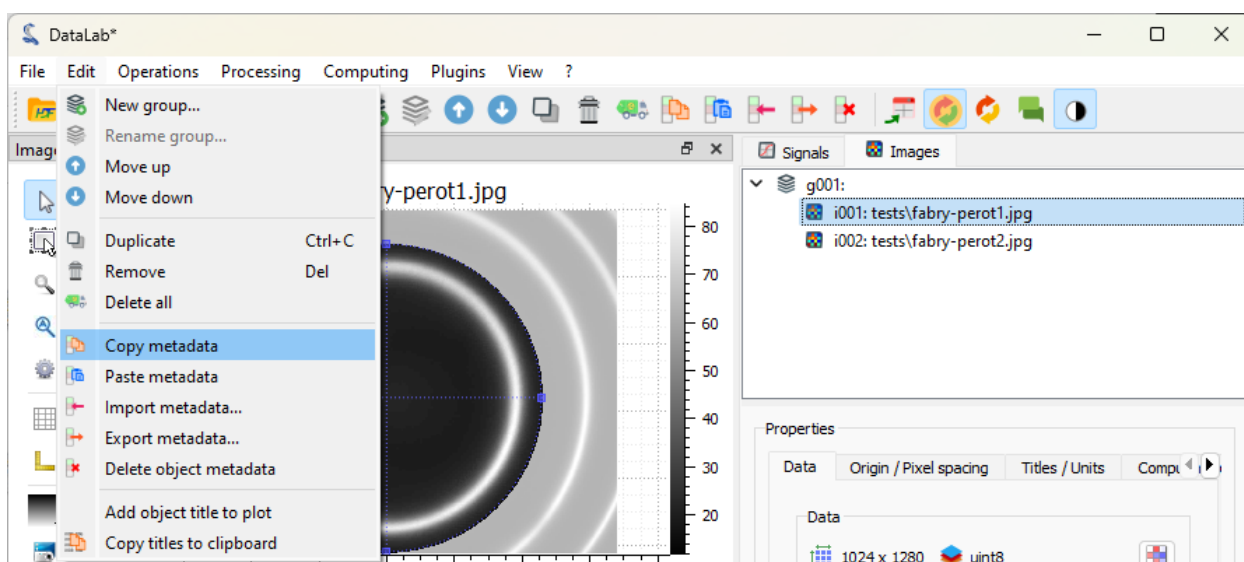 DataLab*
File Edit Operations Processing Computing Plugins View ?
New group...
Rename group...
Move up
Move down
Duplicate Ctrl+C
Remove Del
Delete all
Copy metadata
Paste metadata
Import metadata...
Export metadata...
Delete object metadata
Add object title to plot
Copy titles to clipboard
Imag
y-perot1.jpg
80
70
60
50
40
30
20
Signals Images
g001:
i001: tests\fabry-perot1.jpg
i002: tests\fabry-perot2.jpg
Properties
Data Origin / Pixel spacing Titles / Units Compu
Data
1024 x 1280 uint8